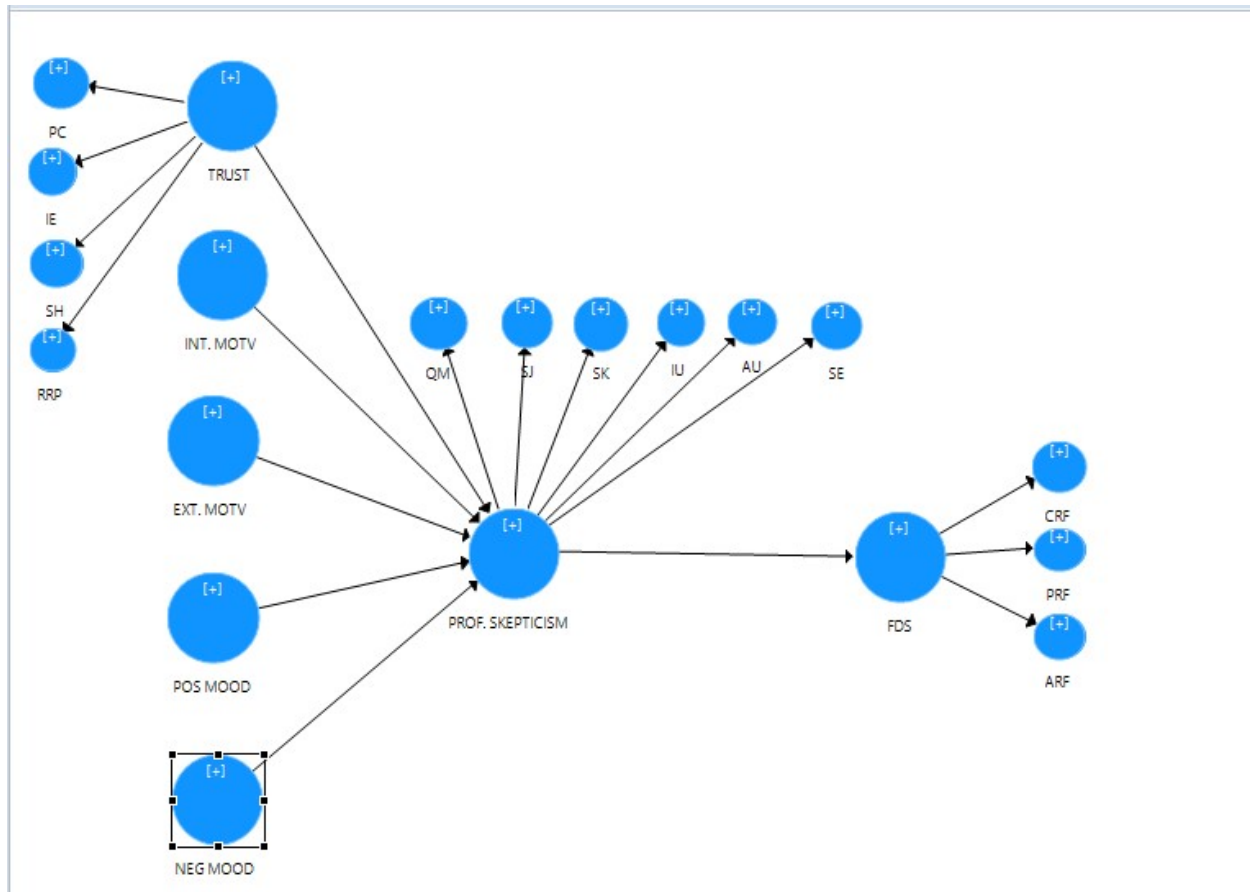 [+]
PC
[+]
TRUST
[+]
IE
[+]
SH
[+]
RRP
[+]
INT. MOTV
[+]
EXT. MOTV
[+]
POS MOOD
[+]
NEG MOOD
[+]
QM
[+]
SJ
[+]
SK
[+]
IU
[+]
AU
[+]
SE
[+]
PROF. SKEPTICISM
[+]
FDS
[+]
CRF
[+]
PRF
[+]
ARF